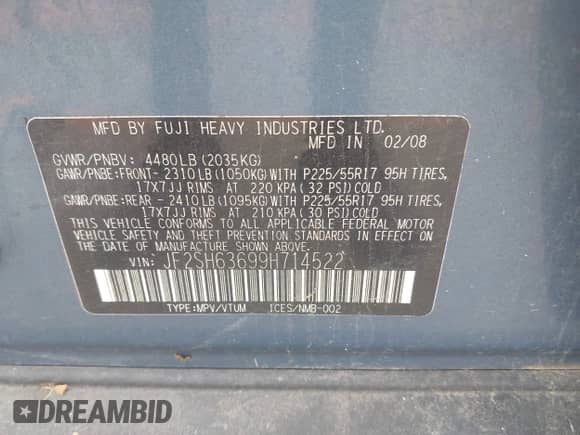 MFD BY FUJI HEAVY INDUSTRIES LTD.
MFD IN 02/08
GVWR/PNBV: 4480LB(2035KG)
GAWR/PNBE:FRONT- 2310LB(1050KG)WITH P225/55R17 95H TIRES,
17x7JJ RIMS AT 220 KPA(32 PSI)COLD
GAWR/PNBE:REAR - 2410LB(1095KG)WITH P225/55R17 95H TIRES,
17x7JJ RIMS AT 210 KPA(30 PSI)COLD
THIS VEHICLE CONFORMS TO ALL APPLICABLE FEDERAL MOTOR
VEHICLE SAFETY AND THEFT PREVENTION STANDARDS IN
EFFECT ON THE DATE OF MANUFACTURE SHOWN ABOVE.
VIN: JF2SH63699H714522
TYPE:MPV/VTUM ICES/NMB-002
DREAMBID